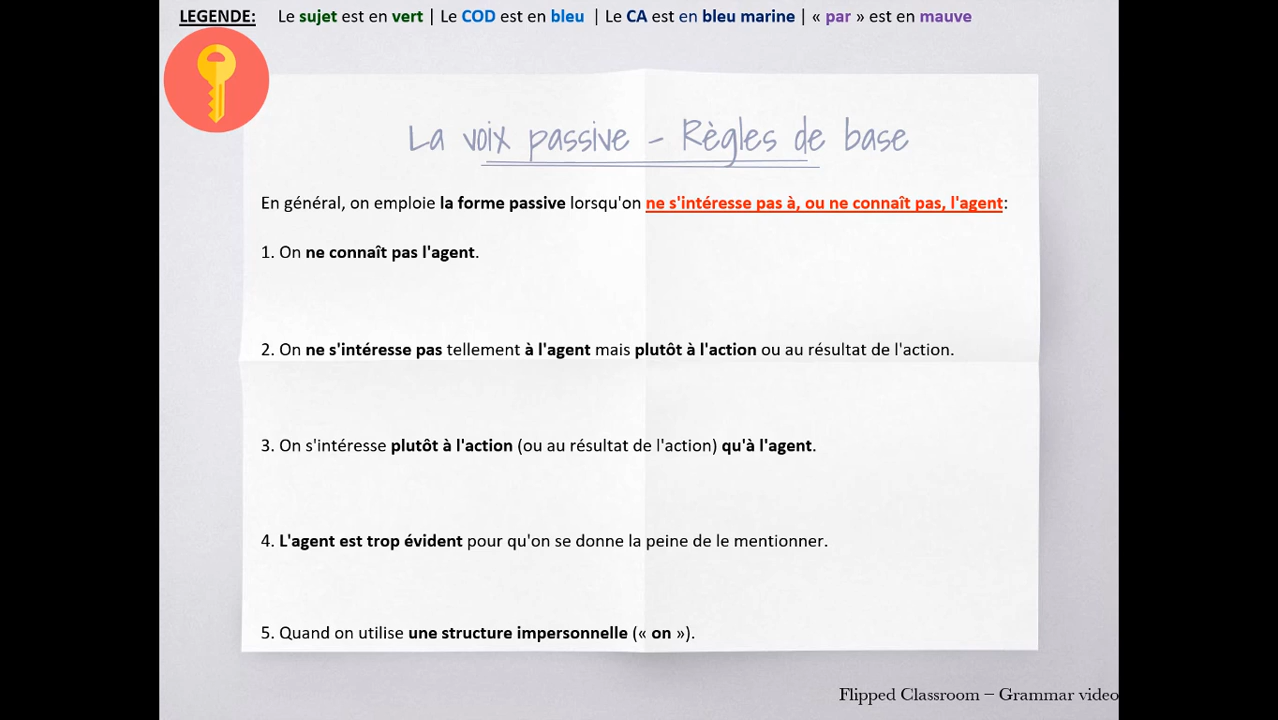 LEGENDE: Le sujet est en vert | Le COD est en bleu | Le CA est en bleu marine | « par » est en mauve
La voix passive - Règles de base
En général, on emploie la forme passive lorsqu'on ne s'intéresse pas à, ou ne connaît pas, l'agent:
1. On ne connaît pas l'agent.
2. On ne s'intéresse pas tellement à l'agent mais plutôt à l'action ou au résultat de l'action.
3. On s'intéresse plutôt à l'action (ou au résultat de l'action) qu'à l'agent.
4. L'agent est trop évident pour qu'on se donne la peine de le mentionner.
5. Quand on utilise une structure impersonnelle (« on »).
Flipped Classroom – Grammar video